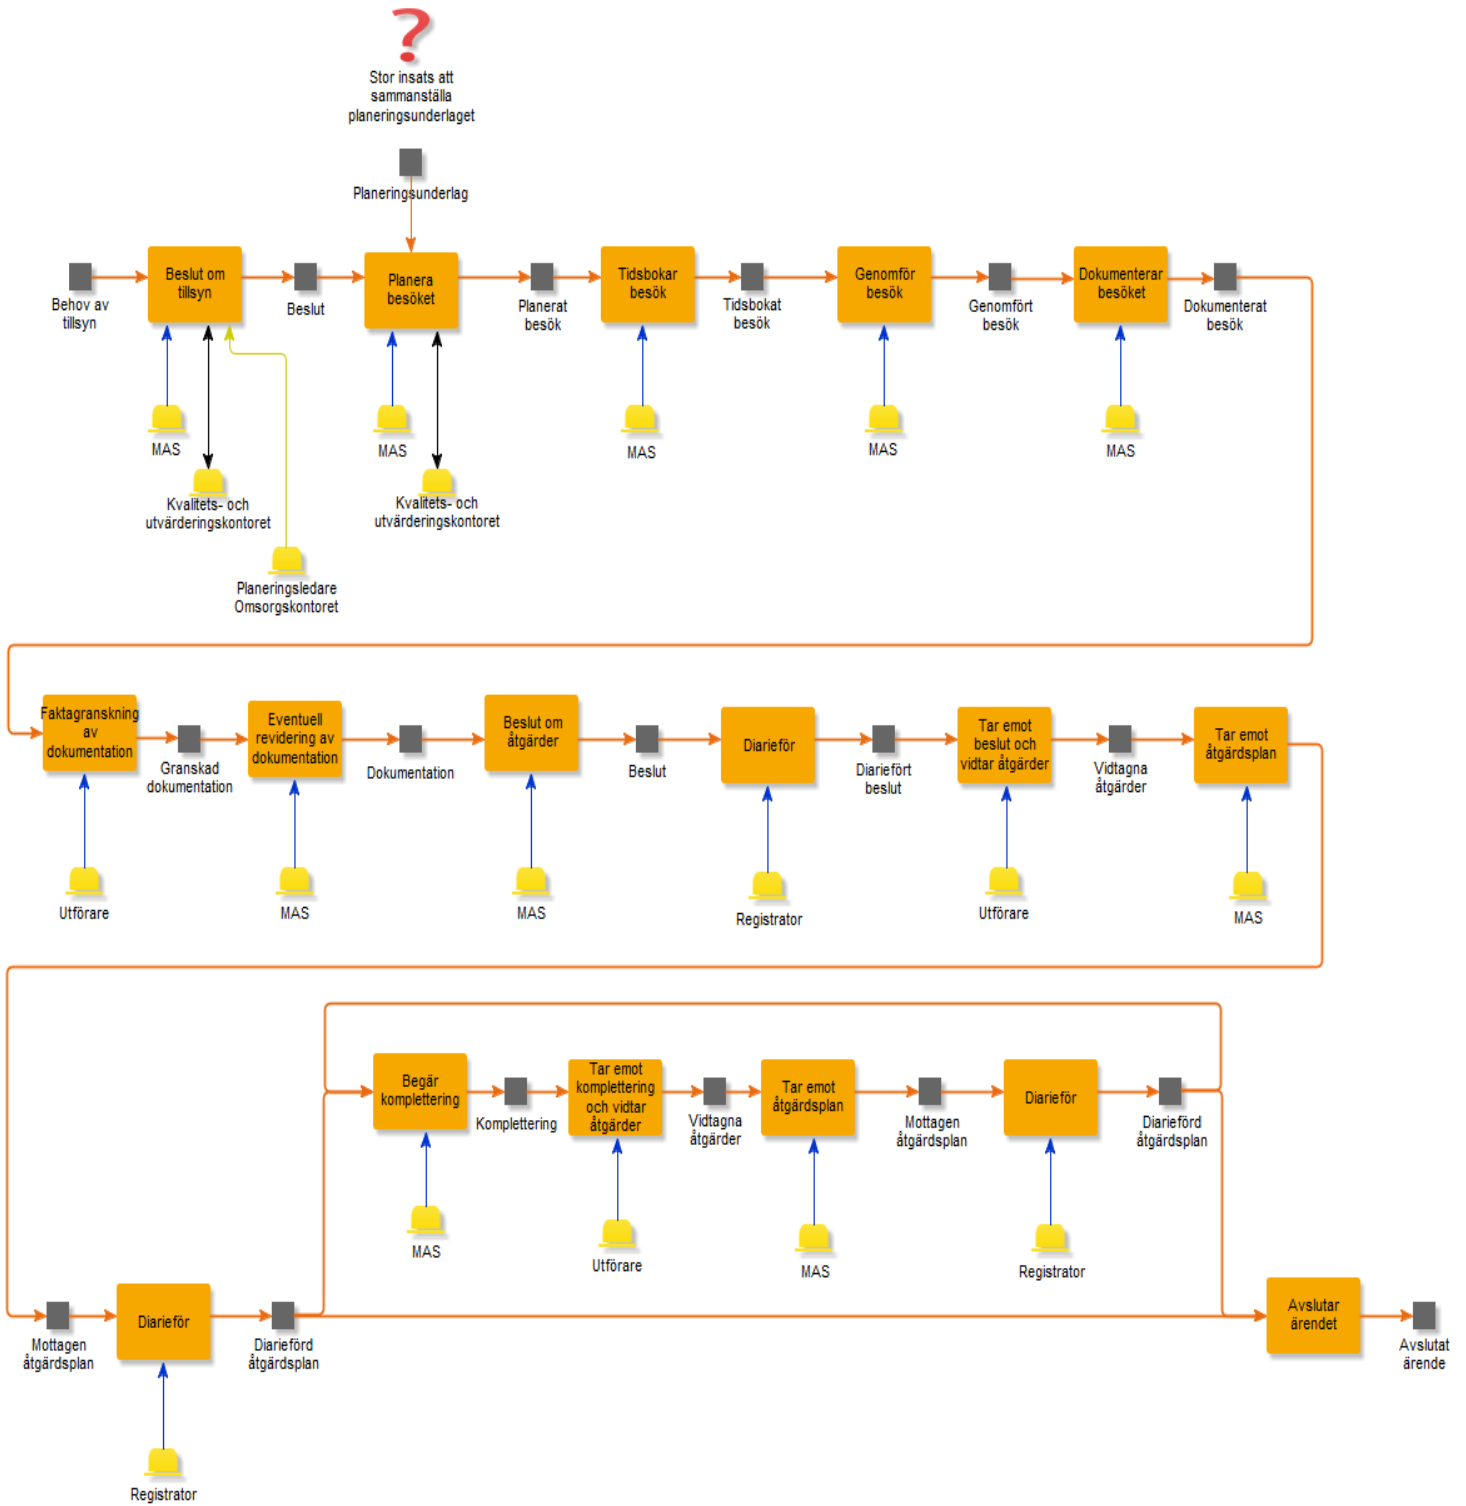 ?
Stor insats att
sammanställa
planeringsunderlaget
Planeringsunderlag
Behov av
tillsyn
Beslut om
tillsyn
Beslut
Planera
besöket
Planerat
besök
Tidsbokar
besök
Tidsbokat
besök
Genomför
besök
Genomfört
besök
Dokumenterar
besöket
Dokumenterat
besök
MAS
MAS
MAS
MAS
MAS
Kvalitets- och
utvärderingskontoret
Kvalitets- och
utvärderingskontoret
Planeringsledare
Omsorgskontoret
Faktagranskning
av
dokumentation
Granskad
dokumentation
Eventuell
revidering av
dokumentation
Dokumentation
Beslut om
åtgärder
Beslut
Diarieför
Diariefört
beslut
Tar emot
beslut och
vidtar åtgärder
Vidtagna
åtgärder
Tar emot
åtgärdsplan
Utförare
MAS
MAS
Registrator
Utförare
MAS
Begär
komplettering
Komplettering
Tar emot
komplettering
och vidtar
åtgärder
Vidtagna
åtgärder
Tar emot
åtgärdsplan
Mottagen
åtgärdsplan
Diarieför
Diarieförd
åtgärdsplan
MAS
Utförare
MAS
Registrator
Mottagen
åtgärdsplan
Diarieför
Diarieförd
åtgärdsplan
Avslutar
ärendet
Avslutat
ärende
Registrator